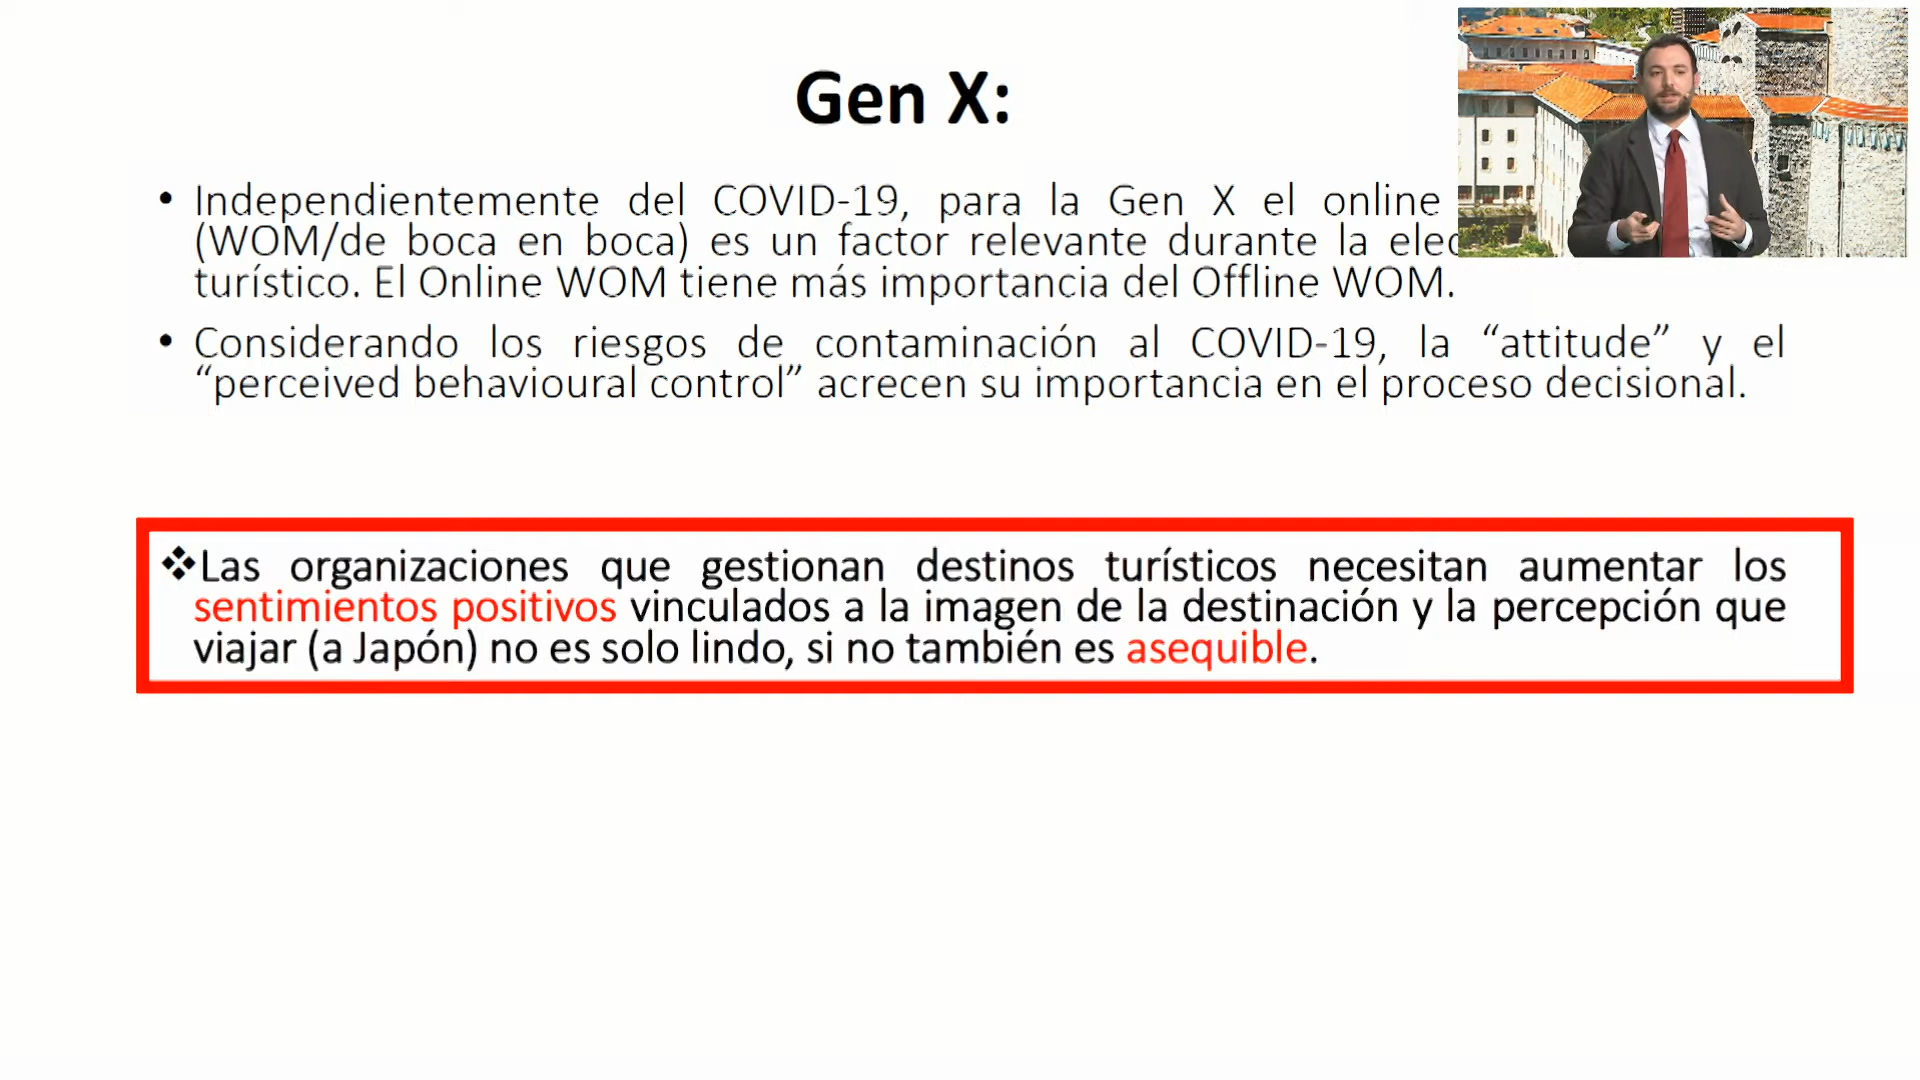 Gen X:
• Independientemente del COVID-19, para la Gen X el online
(WOM/de boca en boca) es un factor relevante durante la
turístico. El Online WOM tiene más importancia del Offline WOM.
• Considerando los riesgos de contaminación al COVID-19, la “attitude” y el
“perceived behavioural control” acrecen su importancia en el proceso decisional.
❖Las organizaciones que gestionan destinos turísticos necesitan aumentar los
sentimientos positivos vinculados a la imagen de la destinación y la percepción que
viajar (a Japón) no es solo lindo, si no también es asequible.